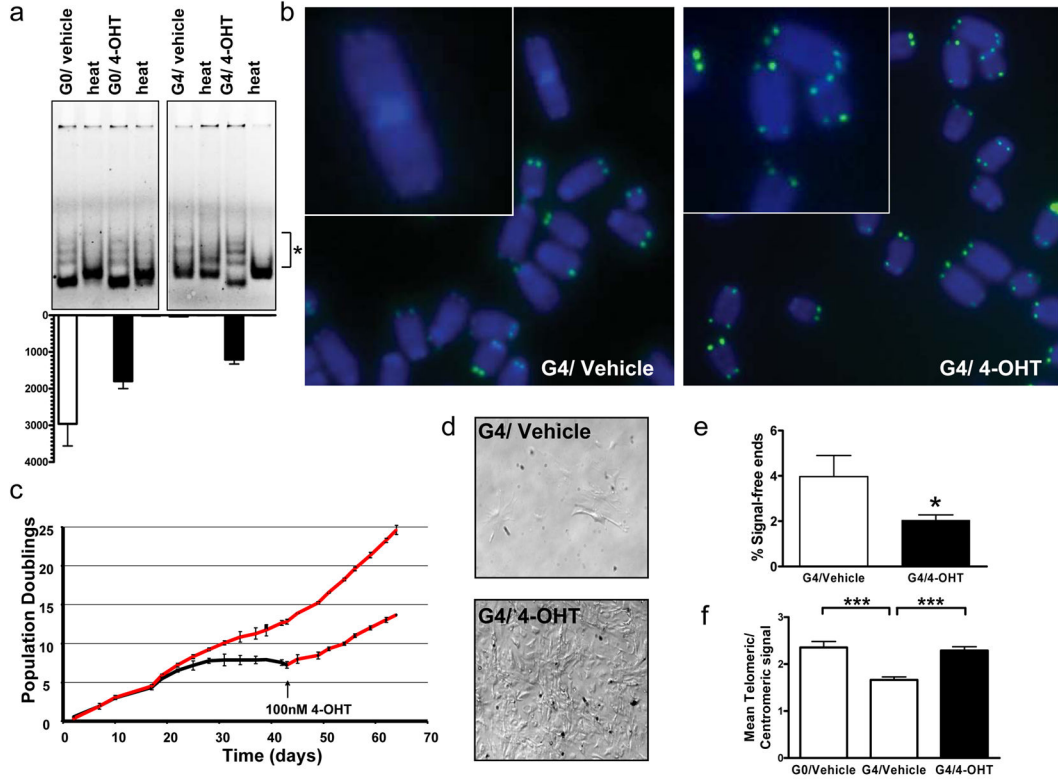 a
G0/ vehicle
heat
G0/ 4-OHT
heat
G4/ vehicle
heat
G4/ 4-OHT
heat
*
0
1000
2000
3000
4000
b
G4/ Vehicle
G4/ 4-OHT
c
Population Doublings
25
20
15
10
5
0
0 10 20 30 40 50 60 70
100nM 4-OHT
Time (days)
d
G4/ Vehicle
G4/ 4-OHT
e
% Signal-free ends
6
4
2
0
*
G4/Vehicle G4/4-OHT
f
Mean Telomeric/
Centromeric signal
3
2
1
0
*** ***
G0/Vehicle G4/Vehicle G4/4-OHT